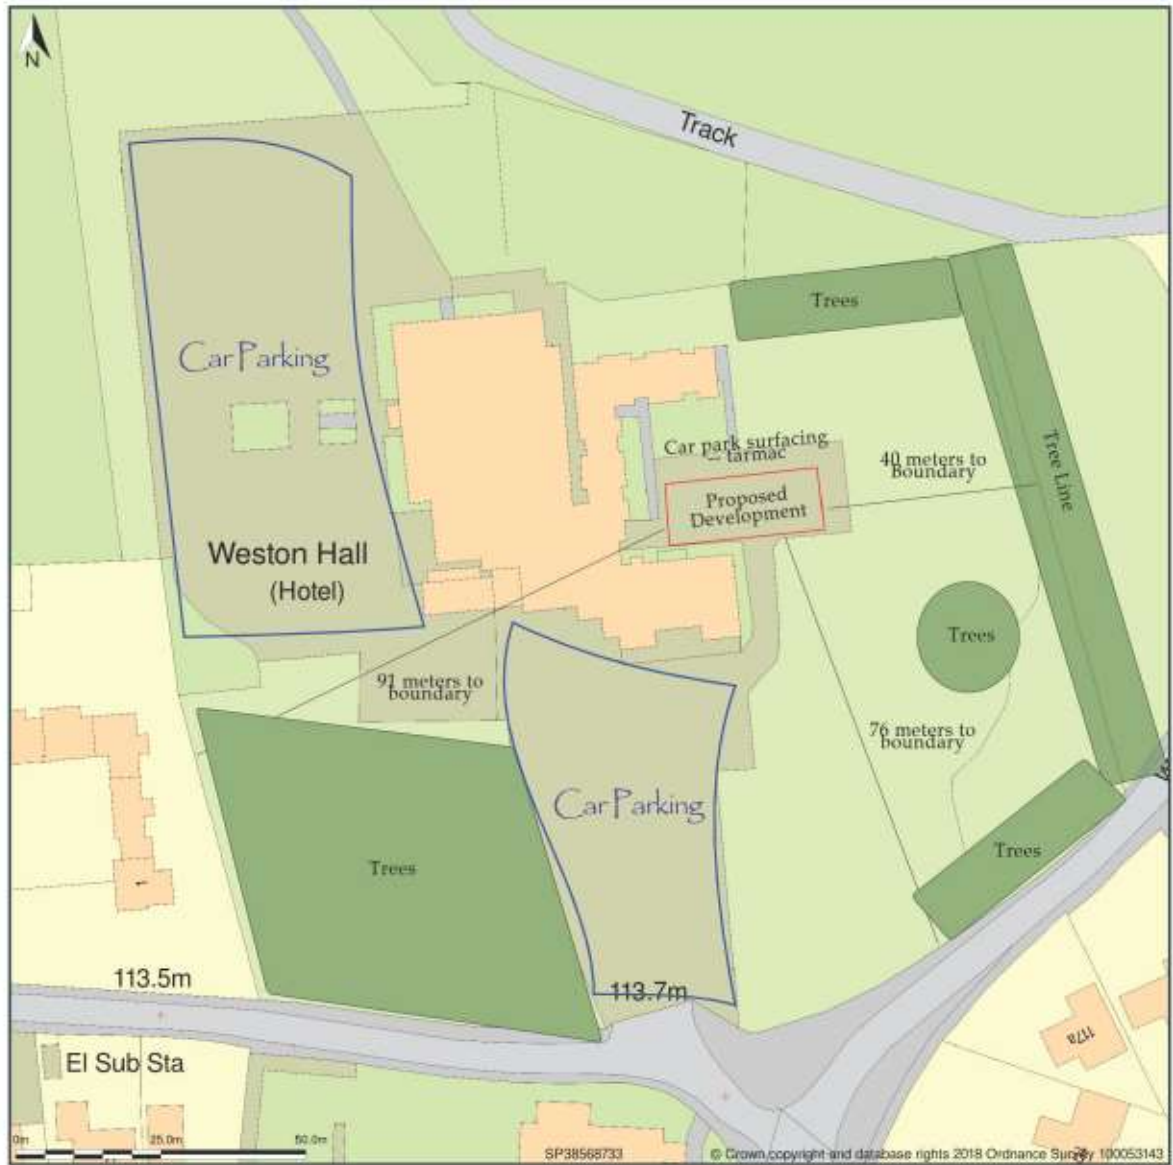 N
Track
Trees
Car Parking
Car park surfacing
– tarmac
40 meters to
Boundary
Tree Line
Proposed
Development
Weston Hall
(Hotel)
Trees
91 meters to
boundary
76 meters to
boundary
Car Parking
Trees
Trees
1
113.5m
113.7m
117a
El Sub Sta
0m 25.0m 50.0m
SP38568733
© Crown copyright and database rights 2018 Ordnance Survey 100053143